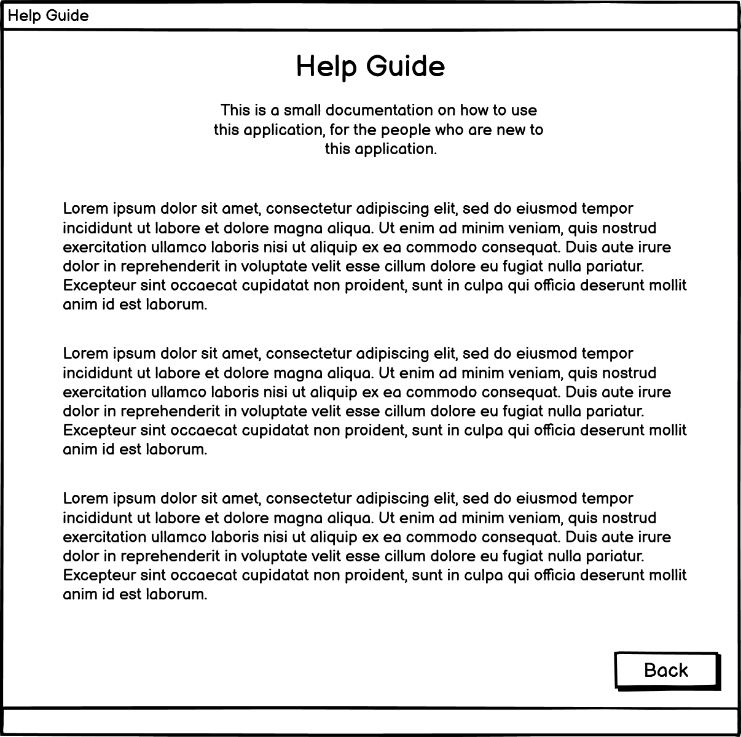 Help Guide
Help Guide
This is a small documentation on how to use
this application, for the people who are new to
this application.
Lorem ipsum dolor sit amet, consectetur adipiscing elit, sed do eiusmod tempor
incididunt ut labore et dolore magna aliqua. Ut enim ad minim veniam, quis nostrud
exercitation ullamco laboris nisi ut aliquip ex ea commodo consequat. Duis aute irure
dolor in reprehenderit in voluptate velit esse cillum dolore eu fugiat nulla pariatur.
Excepteur sint occaecat cupidatat non proident, sunt in culpa qui officia deserunt mollit
anim id est laborum.
Lorem ipsum dolor sit amet, consectetur adipiscing elit, sed do eiusmod tempor
incididunt ut labore et dolore magna aliqua. Ut enim ad minim veniam, quis nostrud
exercitation ullamco laboris nisi ut aliquip ex ea commodo consequat. Duis aute irure
dolor in reprehenderit in voluptate velit esse cillum dolore eu fugiat nulla pariatur.
Excepteur sint occaecat cupidatat non proident, sunt in culpa qui officia deserunt mollit
anim id est laborum.
Lorem ipsum dolor sit amet, consectetur adipiscing elit, sed do eiusmod tempor
incididunt ut labore et dolore magna aliqua. Ut enim ad minim veniam, quis nostrud
exercitation ullamco laboris nisi ut aliquip ex ea commodo consequat. Duis aute irure
dolor in reprehenderit in voluptate velit esse cillum dolore eu fugiat nulla pariatur.
Excepteur sint occaecat cupidatat non proident, sunt in culpa qui officia deserunt mollit
anim id est laborum.
Back